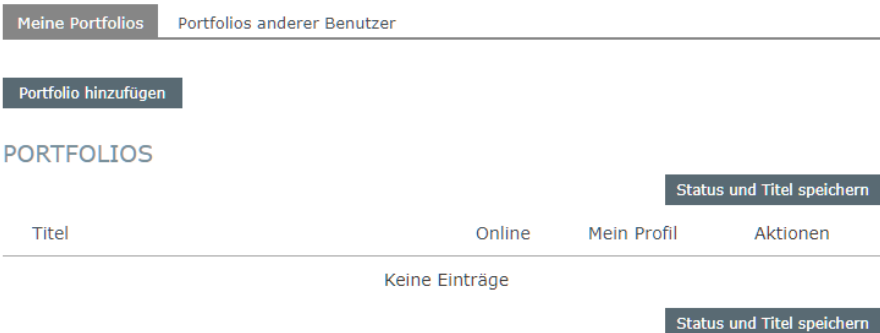 Meine Portfolios Portfolios anderer Benutzer
Portfolio hinzufügen
PORTFOLIOS
Status und Titel speichern
Titel Online Mein Profil Aktionen
Keine Einträge
Status und Titel speichern